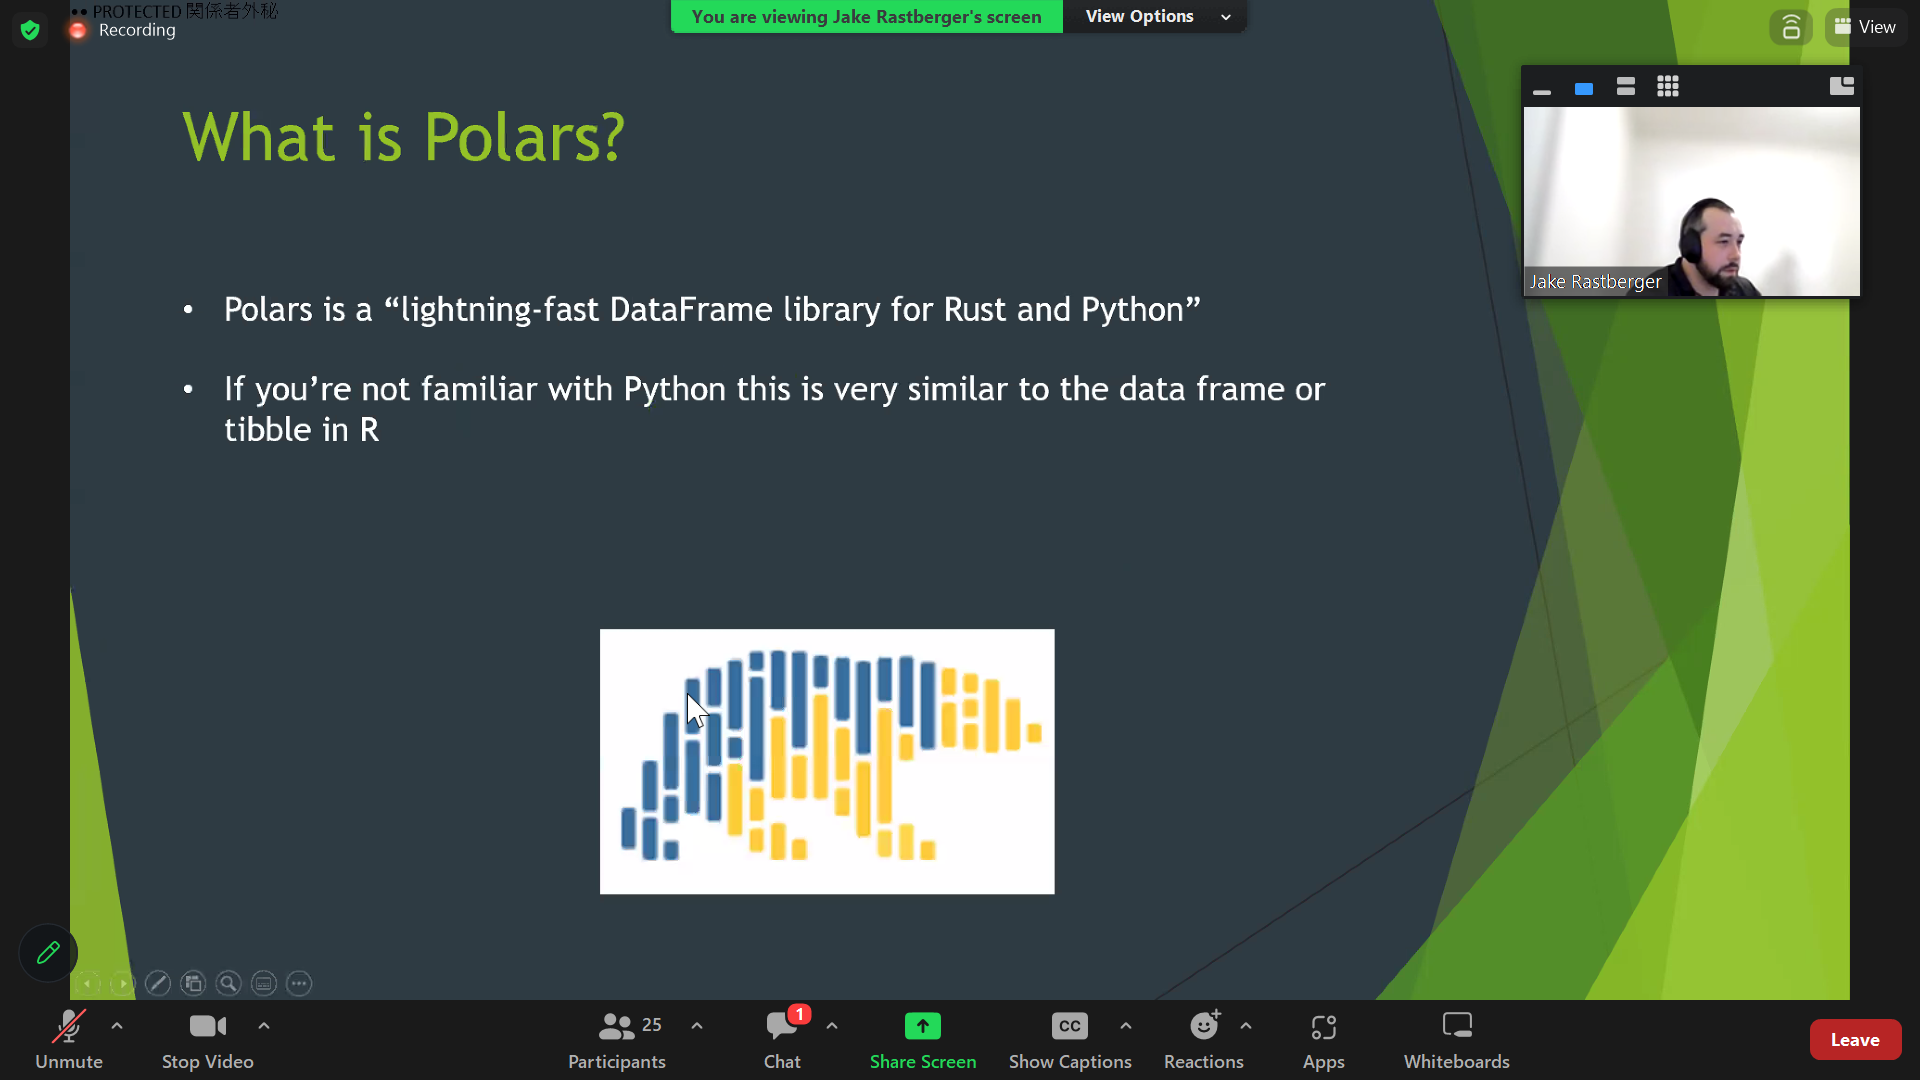 PROTECTED 関係者外秘
Recording
You are viewing Jake Rastberger's screen
View Options
View
What is Polars?
Jake Rastberger
• Polars is a “lightning-fast DataFrame library for Rust and Python”
• If you’re not familiar with Python this is very similar to the data frame or
tibble in R
Unmute
Stop Video
25
Participants
1
Chat
Share Screen
CC
Show Captions
Reactions
Apps
Whiteboards
Leave